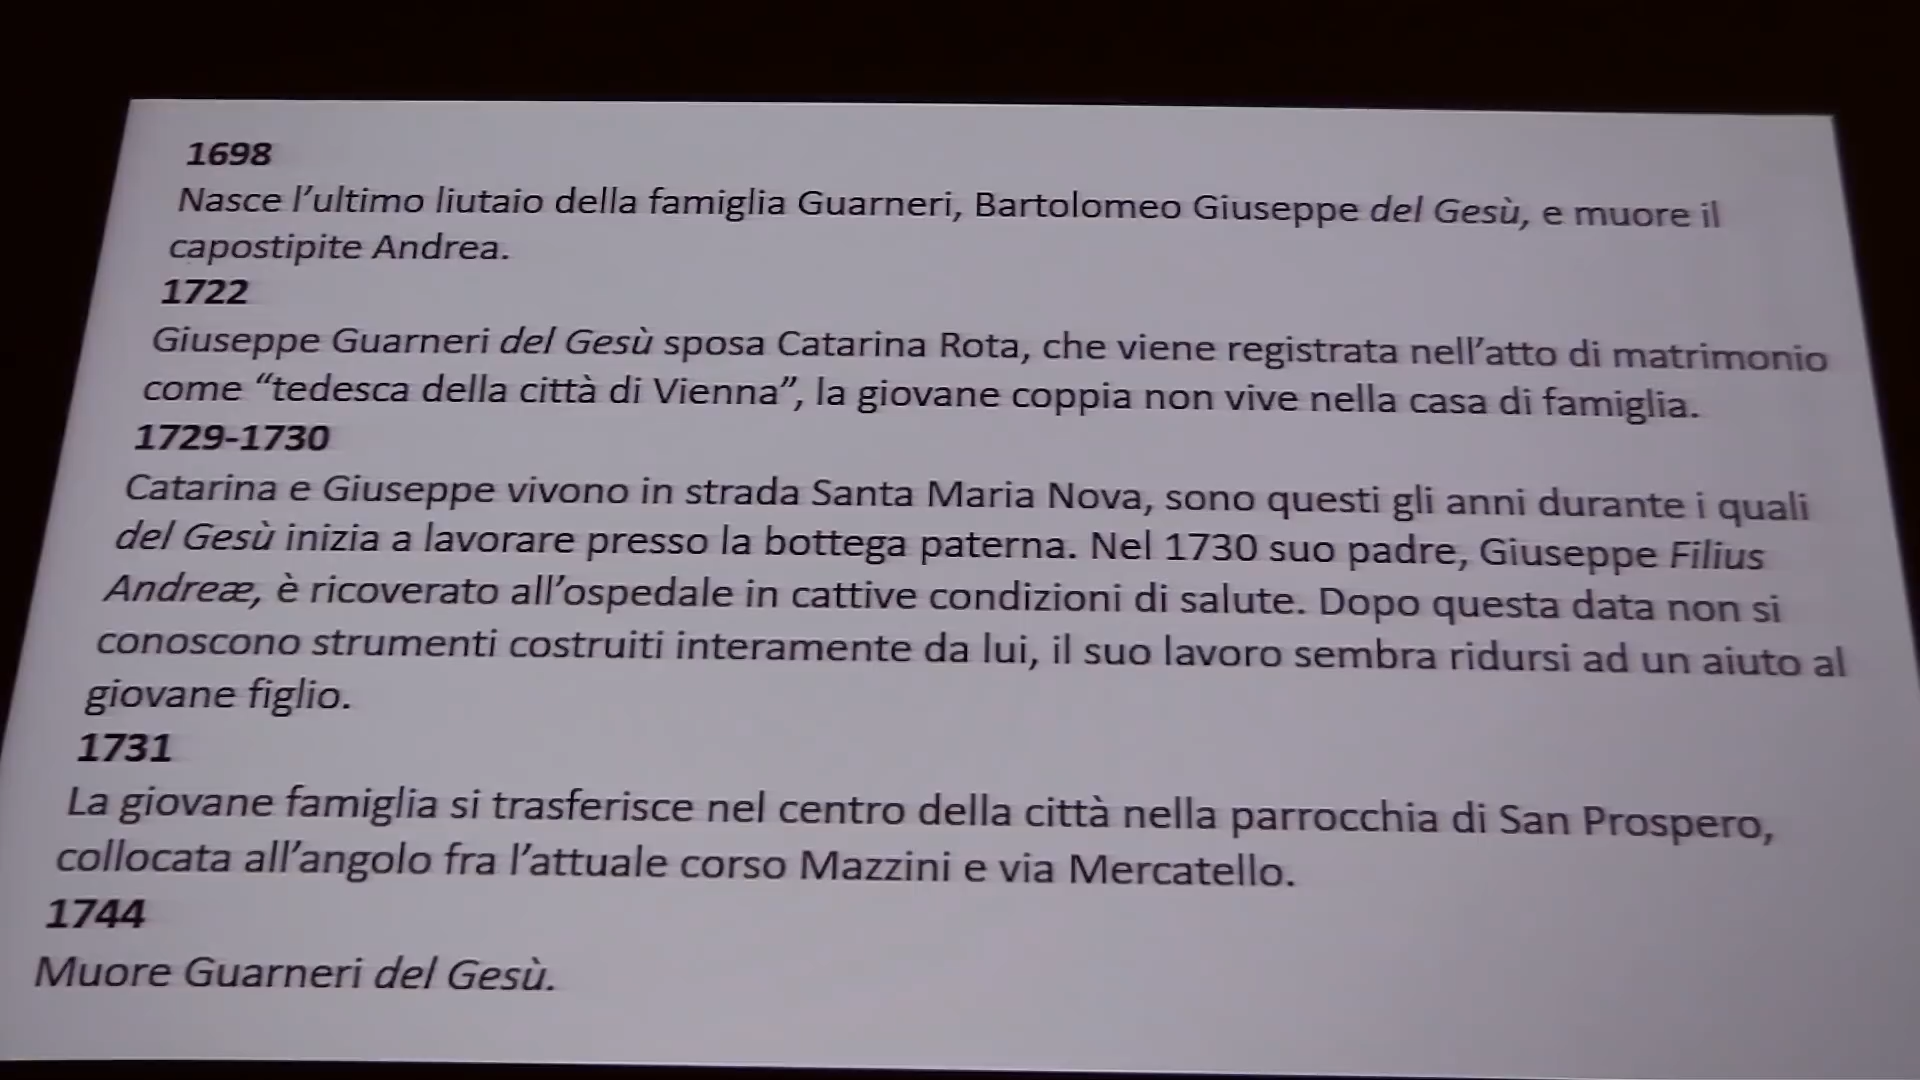 1698
Nasce l'ultimo liutaio della famiglia Guarneri, Bartolomeo Giuseppe del Gesù, e muore il
capostipite Andrea.
1722
Giuseppe Guarneri del Gesù sposa Catarina Rota, che viene registrata nell'atto di matrimonio
come “tedesca della città di Vienna”, la giovane coppia non vive nella casa di famiglia.
1729-1730
Catarina e Giuseppe vivono in strada Santa Maria Nova, sono questi gli anni durante i quali
del Gesù inizia a lavorare presso la bottega paterna. Nel 1730 suo padre, Giuseppe Filius
Andreæ, è ricoverato all'ospedale in cattive condizioni di salute. Dopo questa data non si
conoscono strumenti costruiti interamente da lui, il suo lavoro sembra ridursi ad un aiuto al
giovane figlio.
1731
La giovane famiglia si trasferisce nel centro della città nella parrocchia di San Prospero,
collocata all'angolo fra l'attuale corso Mazzini e via Mercatello.
1744
Muore Guarneri del Gesù.